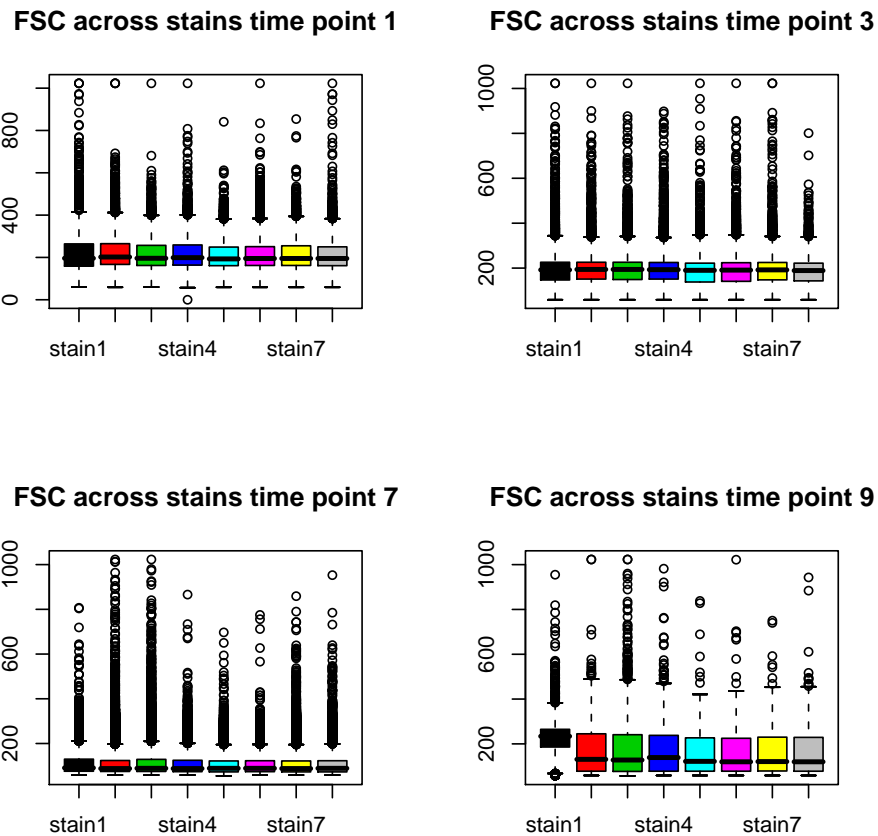 FSC across stains time point 1
FSC across stains time point 3
800
400
0
stain1 stain4 stain7
1000
600
200
stain1 stain4 stain7
FSC across stains time point 7
FSC across stains time point 9
1000
600
200
stain1 stain4 stain7
1000
600
200
stain1 stain4 stain7